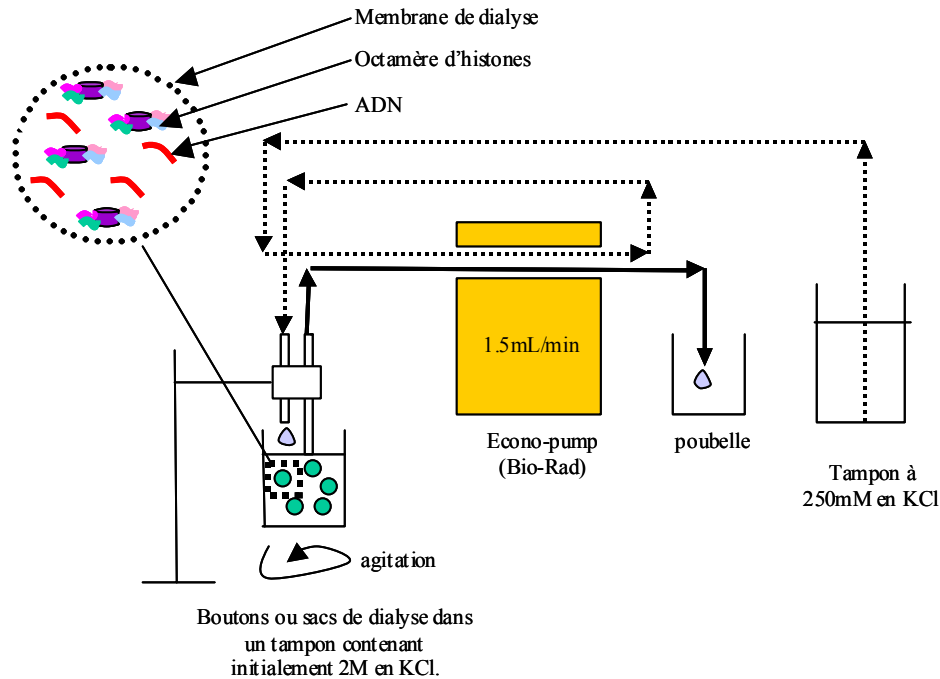 Membrane de dialyse
Octamère d'histones
ADN
1.5mL/min
Econo-pump
(Bio-Rad)
poubelle
Tampon à
250mM en KCl
agitation
Boutons ou sacs de dialyse dans
un tampon contenant
initialement 2M en KCl.